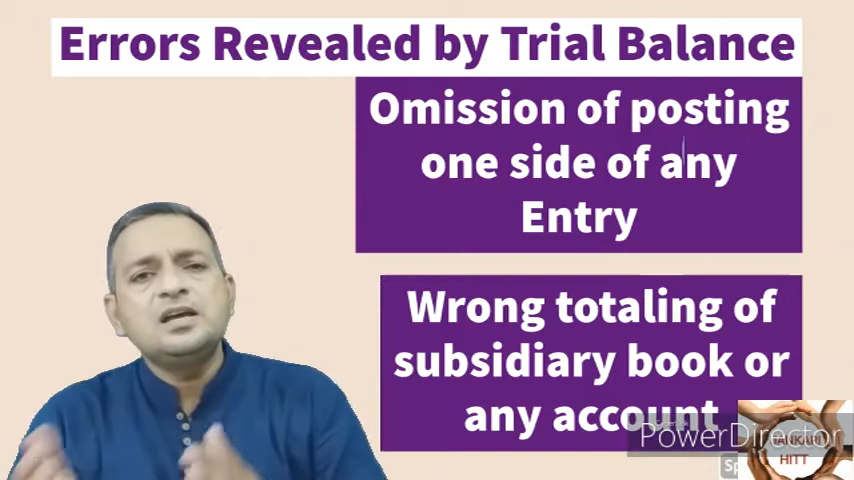 Errors Revealed by Trial Balance
Omission of posting
one side of any
Entry
Wrong totaling of
subsidiary book or
any account
PowerDirector
HITT